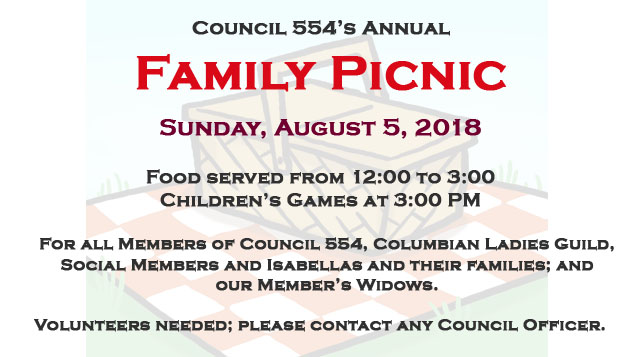 Council 554's Annual
Family Picnic
Sunday, August 5, 2018
Food served from 12:00 to 3:00
Children's Games at 3:00 PM
For all Members of Council 554, Columbian Ladies Guild,
Social Members and Isabellas and their families; and
our Member's Widows.
Volunteers needed; please contact any Council Officer.